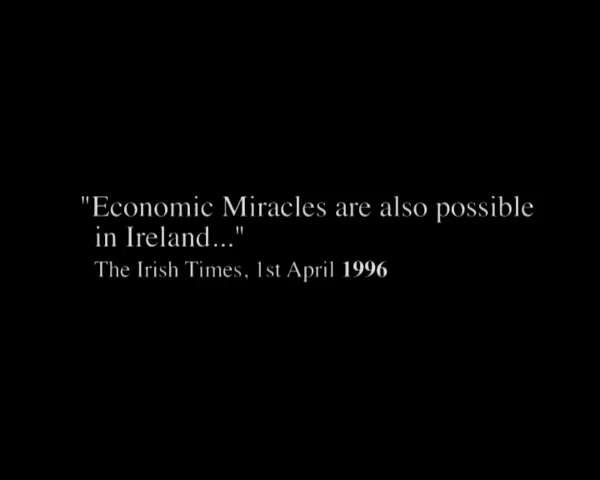 "Economic Miracles are also possible
in Ireland..."
The Irish Times, 1st April 1996